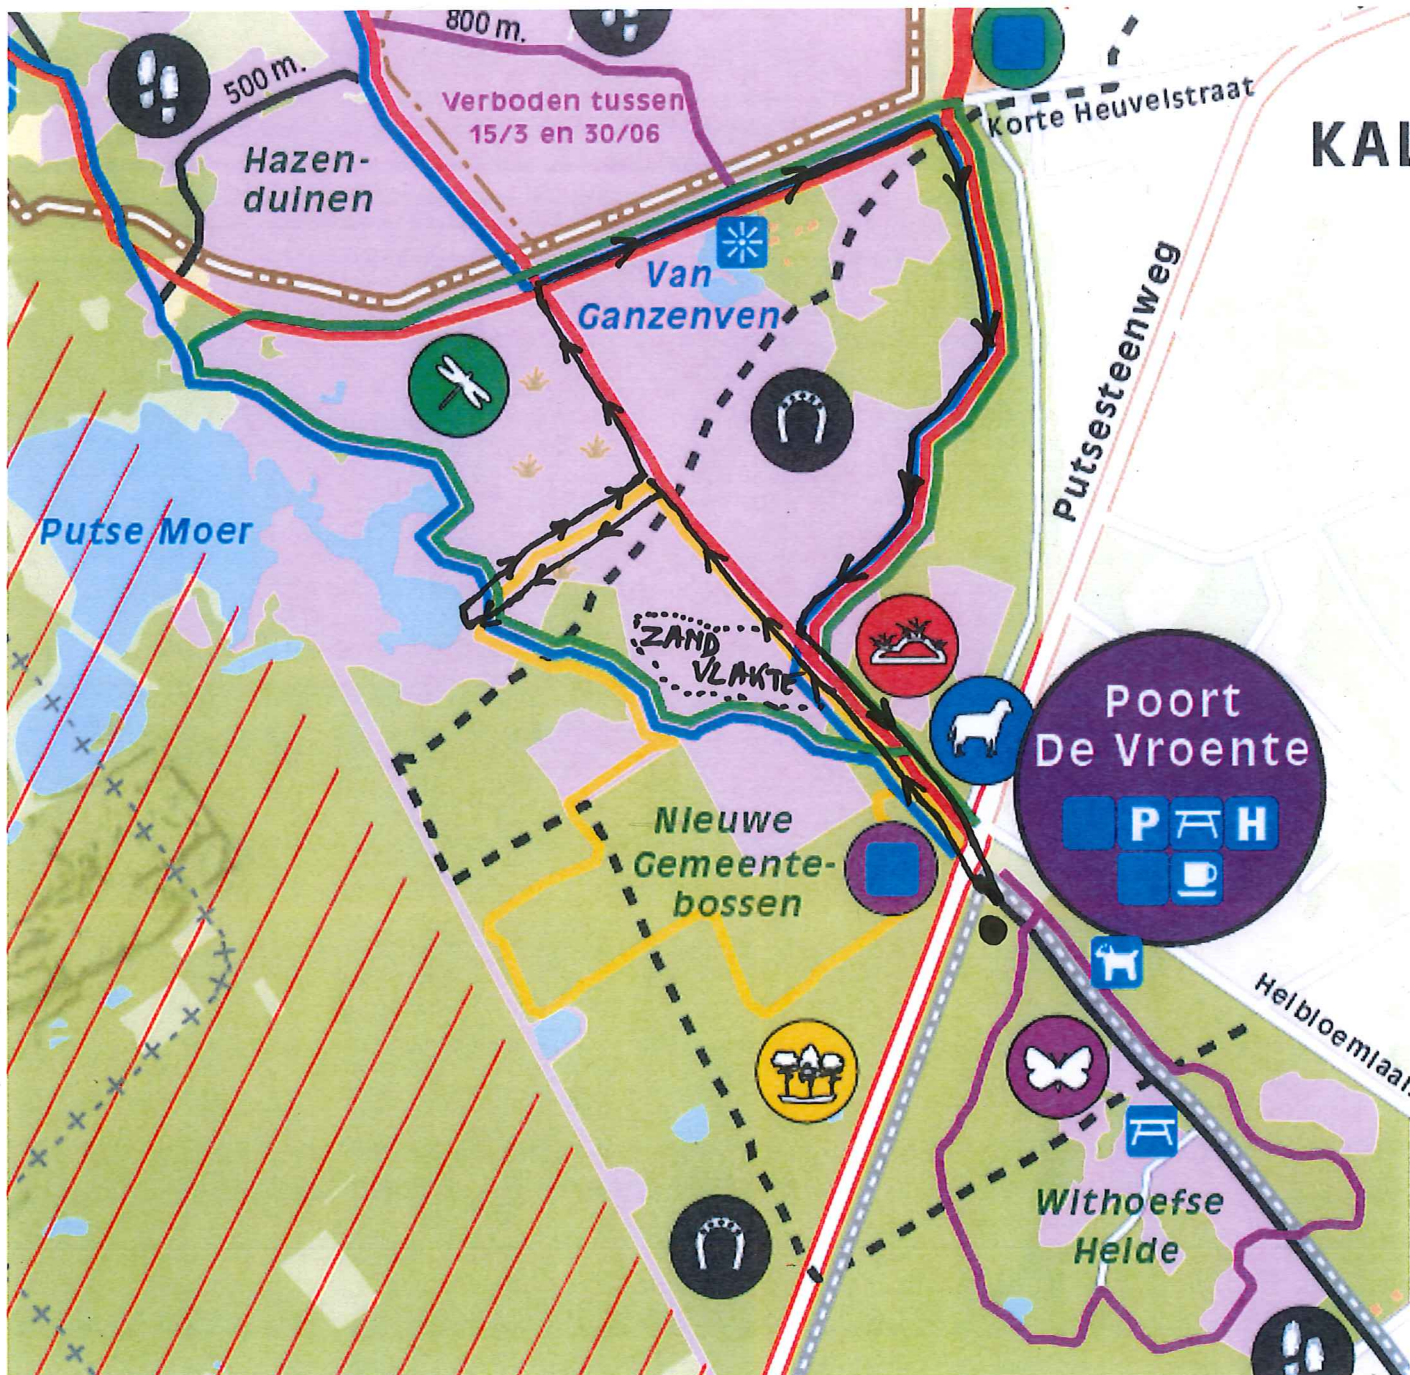 800 m.
500 m.
Verboden tussen
15/3 en 30/06
Korte Heuvelstraat
KAL
Hazen-
duinen
Van
Ganzenven
Putsesteenweg
Putse Moer
ZAND
VLAKTE
Poort
De Vroente
P H
Nieuwe
Gemeente-
bossen
Helbloemlaan
Withoefse
Heide